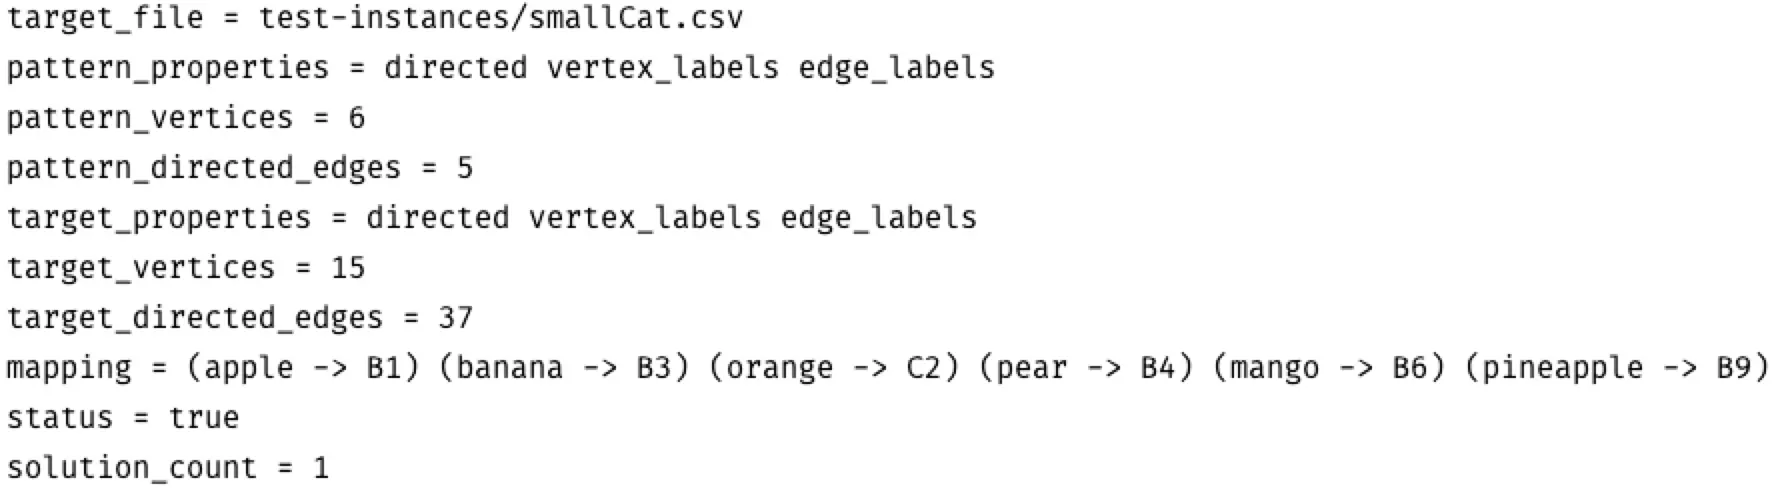 target_file = test-instances/smallCat.csv
pattern_properties = directed vertex_labels edge_labels
pattern_vertices = 6
pattern_directed_edges = 5
target_properties = directed vertex_labels edge_labels
target_vertices = 15
target_directed_edges = 37
mapping = (apple -> B1) (banana -> B3) (orange -> C2) (pear -> B4) (mango -> B6) (pineapple -> B9)
status = true
solution_count = 1